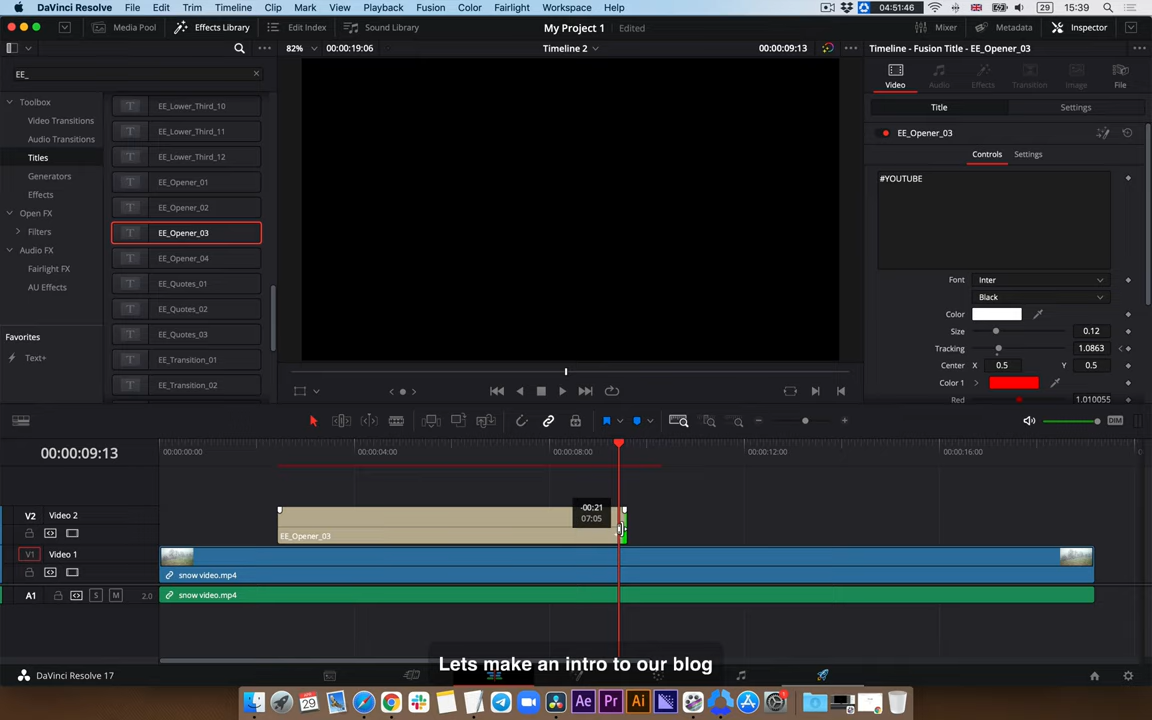 DaVinci Resolve File Edit Trim Timeline Clip Mark View Playback Fusion Color Fairlight Workspace Help 04:51:46 29 15:39
Media Pool Effects Library Edit Index Sound Library My Project 1 Edited Mixer Metadata Inspector
82% 00:00:19:06 Timeline 2 00:00:09:13 Timeline - Fusion Title - EE_Opener_03
EE_
Video Audio Effects Transition Image File
Toolbox
Video Transitions
Audio Transitions
Titles
Generators
Effects
Open FX
Filters
Audio FX
Fairlight FX
AU Effects
Favorites
Text+
EE_Lower_Third_10
EE_Lower_Third_11
EE_Lower_Third_12
EE_Opener_01
EE_Opener_02
EE_Opener_03
EE_Opener_04
EE_Quotes_01
EE_Quotes_02
EE_Quotes_03
EE_Transition_01
EE_Transition_02
Title Settings
EE_Opener_03
Controls Settings
#YOUTUBE
Font Inter
Black
Color
Size 0.12
Tracking 1.0863
Center X 0.5 Y 0.5
Color 1
Red 1.010055
DIM
00:00:09:13
00:00:00:00 00:00:04:00 00:00:08:00 00:00:12:00 00:00:16:00
V2 Video 2
-00:21
07:05
EE_Opener_03
V1 Video 1
snow video.mp4
A1 S M 2.0 snow video.mp4
Lets make an intro to our blog
DaVinci Resolve 17
29 Ae Pr Ai